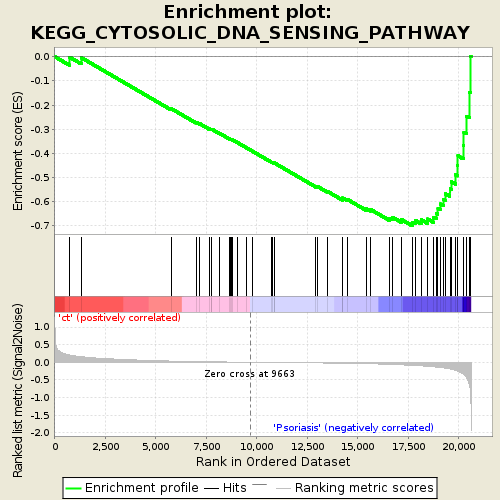 Enrichment plot:
KEGG_CYTOSOLIC_DNA_SENSING_PATHWAY
Enrichment score (ES)
0.0
-0.1
-0.2
-0.3
-0.4
-0.5
-0.6
-0.7
'ct' (positively correlated)
Ranked list metric (Signal2Noise)
1.0
0.5
0.0
-0.5
-1.0
-1.5
-2.0
Zero cross at 9663
'Psoriasis' (negatively correlated)
0 2,500 5,000 7,500 10,000 12,500 15,000 17,500 20,000
Rank in Ordered Dataset
Enrichment profile Hits Ranking metric scores